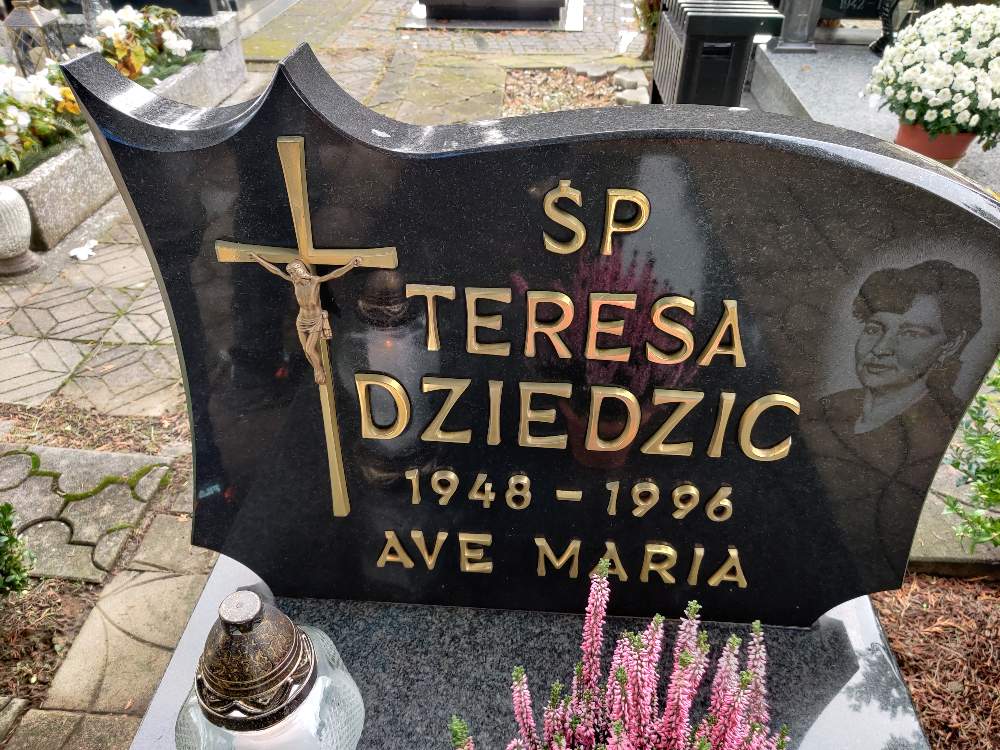 ŚP
TERESA
DZIEDZIC
1948 - 1996
AVE MARIA